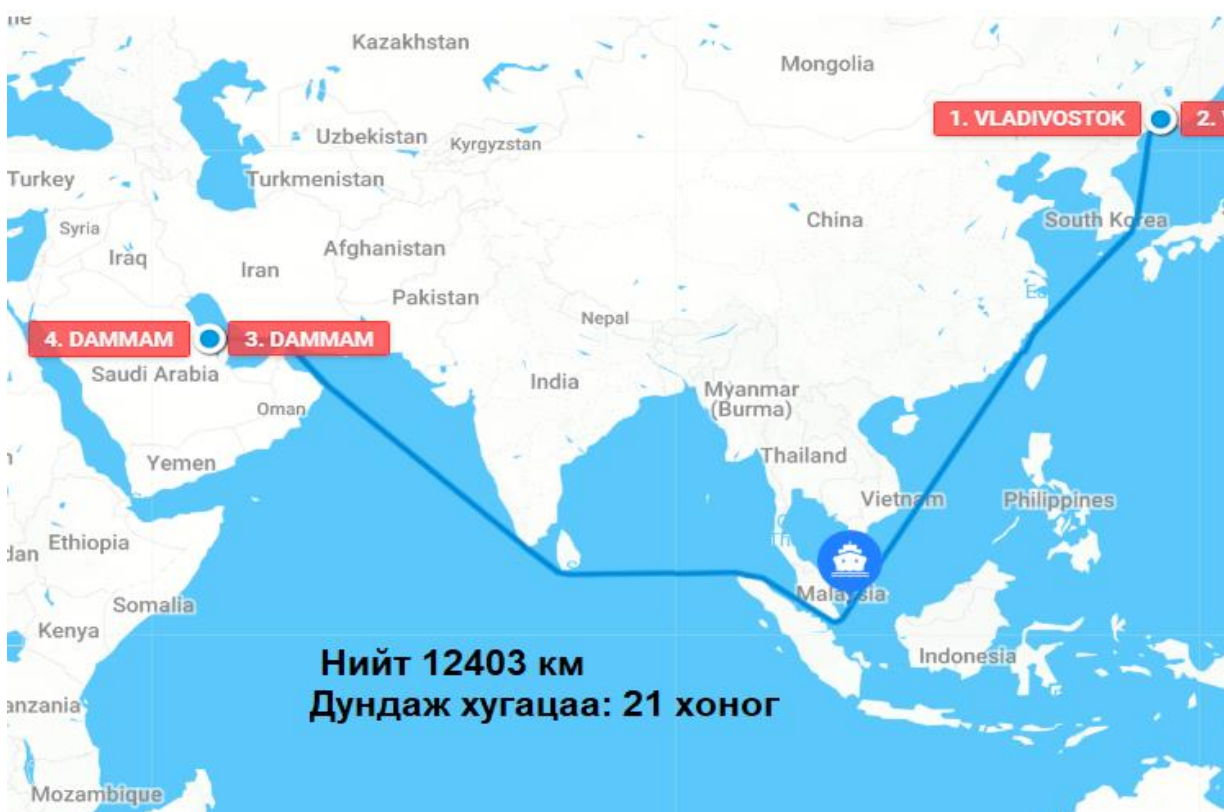 Kazakhstan
Mongolia
1. VLADIVOSTOK
2.
Uzbekistan
Kyrgyzstan
Turkey
Turkmenistan
Syria
China
South Korea
Iraq
Afghanistan
Iran
Pakistan
Nepal
4. DAMMAM
3. DAMMAM
Saudi Arabia
India
Myanmar
(Burma)
Oman
Yemen
Thailand
Vietnam
Philippines
Ethiopia
Malaysia
Somalia
Kenya
Indonesia
Нийт 12403 км
Дундаж хугацаа: 21 хоног
anzania
Mozambique